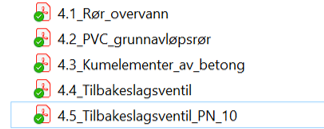 4.1_Rør_overvann
4.2_PVC_grunnavløpsrør
4.3_Kumelementer_av_betong
4.4_Tilbakeslagsventil
4.5_Tilbakeslagsventil_PN_10